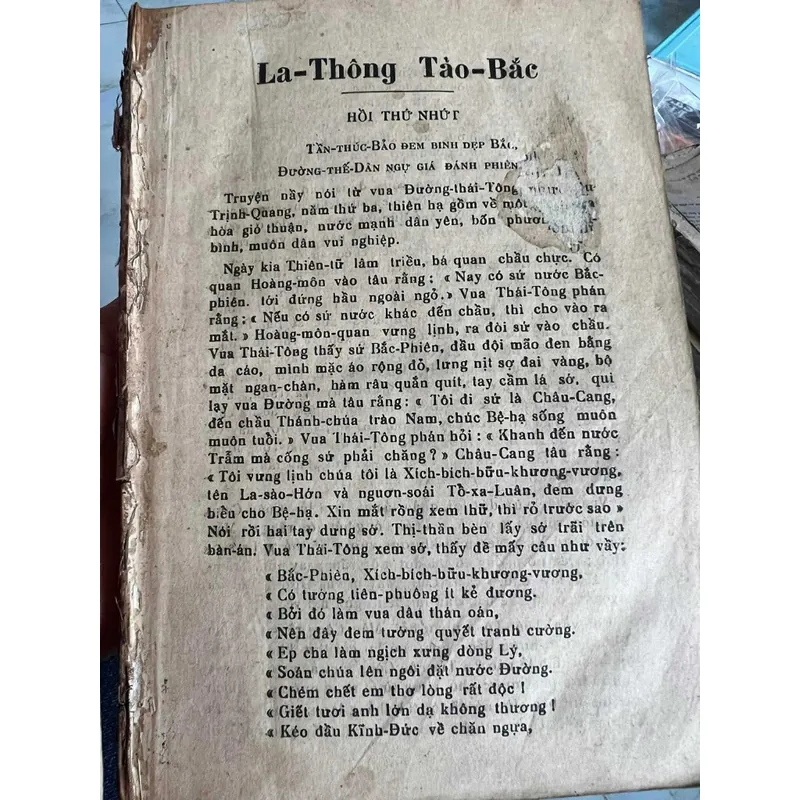 La-Thông Tảo-Bắc
HỒI THỨ NHỨT
TẦN-THÚC-BẢO ĐEM BINH DẸP BẮC,
ĐƯỜNG-THẾ-DÂN NGỰ GIÁ ĐÁNH PHIÊN
Truyện nầy nói từ vua Đường-thái-Tông
Trịnh-Quang, năm thứ ba, thiên hạ gồm về một
hòa gió thuận, nước mạnh dân yên, bốn phươ
bình, muôn dân vui nghiệp.
Ngày kia Thiên-tữ lâm triều, bá quan chầu chực. Có
quan Hoàng-môn vào tâu rằng: « Nay có sứ nước Bắc-
phiên. tới đứng hầu ngoài ngỏ.» Vua Thái-Tông phán
rằng: « Nếu có sứ nước khác đến chầu, thì cho vào ra
mắt. » Hoàng-môn-quan vưng lịnh, ra đòi sứ vào chầu.
Vua Thái-Tông thấy sứ Bắc-Phiên, đầu đội mão đen bằng
da cáo, mình mặc áo rộng đỏ, lưng nịt sợ đai vàng, bộ
mặt ngan-chàn, hàm râu quắn quít, tay cầm lá sớ. qui
lạy vua Đường mà tâu rằng: « Tôi đi sứ là Châu-Cang,
đến chầu Thánh-chúa trào Nam, chúc Bệ-hạ sống muôn
muôn tuổi. » Vua Thái-Tông phán hỏi : « Khanh đến nước
Trẫm mà cống sứ phải chăng? » Châu-Cang tâu rằng :
« Tôi vưng lịnh chúa tôi là Xích-bich-bữu-khương-vương,
tên La-sào-Hớn và nguơn-soái Tồ-xa-Luân, đem dưng
biểu cho Bệ-hạ. Xin mắt rồng xem thữ, thì rỏ trước sao »
Nói rồi hai tay dưng sớ. Thị-thần bèn lấy sớ trãi trên
bàn-án. Vua Thái-Tông xem sớ, thấy đề mấy câu như vầy:
« Bắc-Phiên, Xích-bích-bữu-khương-vương,
« Có tướng tiên-phuông ít kẻ đương.
« Bởi đó làm vua dâu thán oán,
« Nên đây đem tướng quyết tranh cường.
« Ep cha làm ngịch xưng dòng Lý,
« Soán chúa lên ngôi đặt nước Đường.
« Chém chết em thơ lòng rất độc !
« Giết tươi anh lớn dạ không thương !
« Kéo đầu Kĩnh-Đức về chăn ngựa,